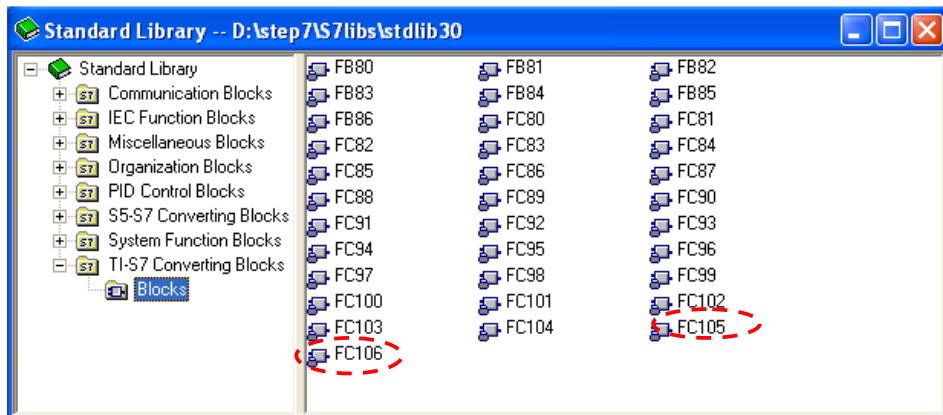 Standard Library -- D:\step7\S7libs\stdlib30
Standard Library
Communication Blocks
IEC Function Blocks
Miscellaneous Blocks
Organization Blocks
PID Control Blocks
S5-S7 Converting Blocks
System Function Blocks
TI-S7 Converting Blocks
Blocks
FB80 FB81 FB82
FB83 FB84 FB85
FB86 FC80 FC81
FC82 FC83 FC84
FC85 FC86 FC87
FC88 FC89 FC90
FC91 FC92 FC93
FC94 FC95 FC96
FC97 FC98 FC99
FC100 FC101 FC102
FC103 FC104 FC105
FC106